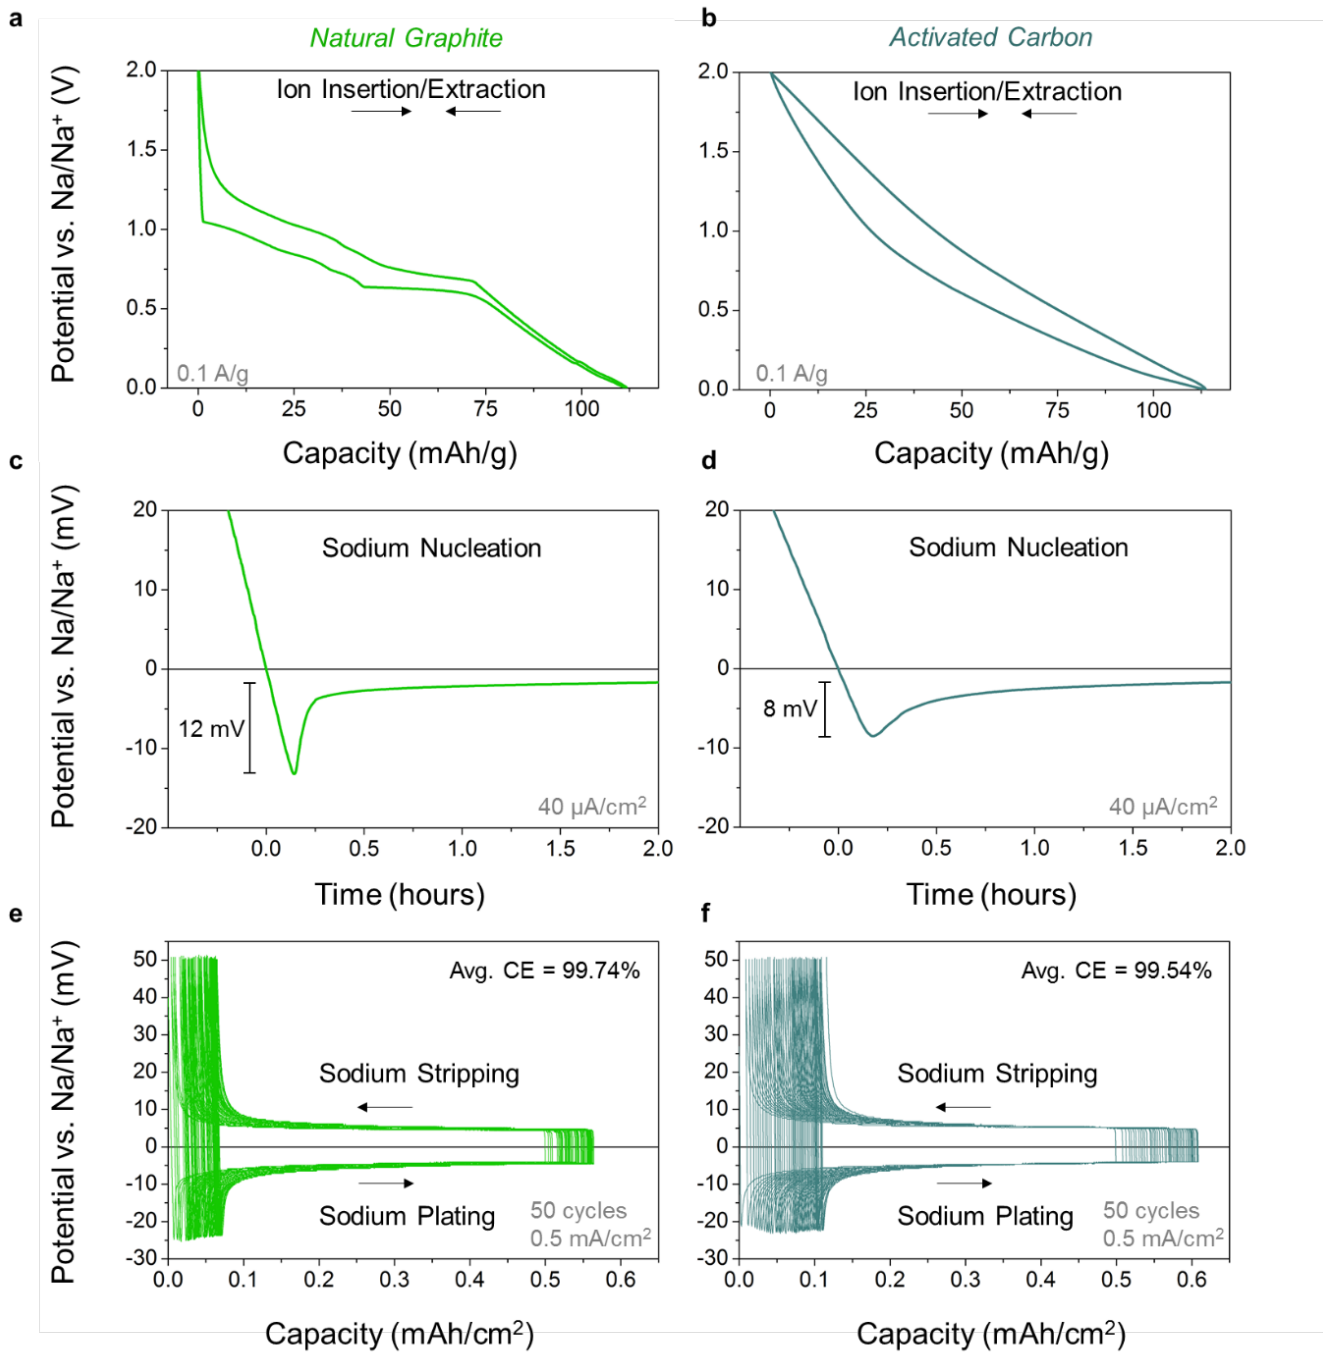 a
Natural Graphite
Potential vs. Na/Na⁺ (V)
2.0
1.5
1.0
0.5
0.0
Ion Insertion/Extraction
0.1 A/g
0
25
50
75
100
Capacity (mAh/g)
b
Activated Carbon
2.0
1.5
1.0
0.5
0.0
Ion Insertion/Extraction
0.1 A/g
0
25
50
75
100
Capacity (mAh/g)
c
Potential vs. Na/Na⁺ (mV)
20
10
0
-10
-20
Sodium Nucleation
12 mV
40 µA/cm²
0.0
0.5
1.0
1.5
2.0
Time (hours)
d
20
10
0
-10
-20
Sodium Nucleation
8 mV
40 µA/cm²
0.0
0.5
1.0
1.5
2.0
Time (hours)
e
Potential vs. Na/Na⁺ (mV)
50
40
30
20
10
0
-10
-20
-30
Avg. CE = 99.74%
Sodium Stripping
Sodium Plating
50 cycles
0.5 mA/cm²
0.0
0.1
0.2
0.3
0.4
0.5
0.6
Capacity (mAh/cm²)
f
50
40
30
20
10
0
-10
-20
-30
Avg. CE = 99.54%
Sodium Stripping
Sodium Plating
50 cycles
0.5 mA/cm²
0.0
0.1
0.2
0.3
0.4
0.5
0.6
Capacity (mAh/cm²)